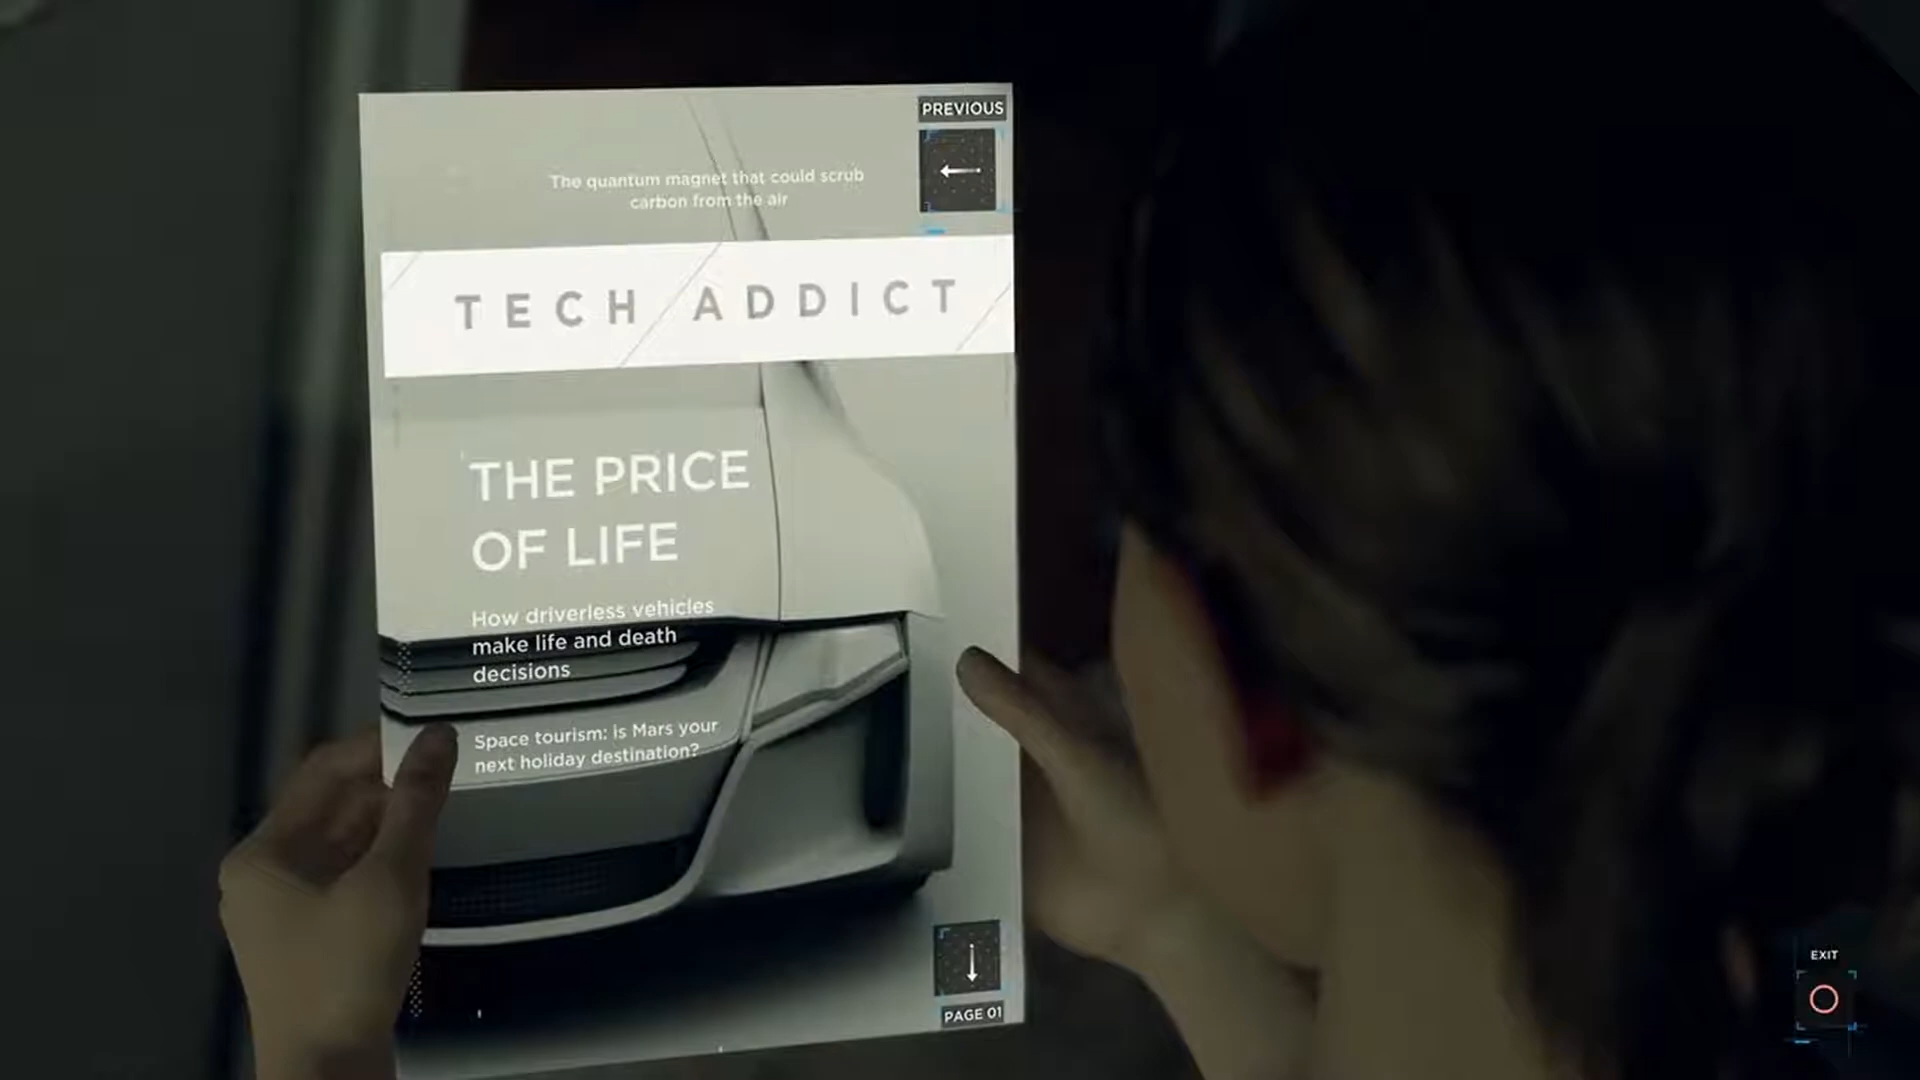 PREVIOUS
The quantum magnet that could scrub
carbon from the air
TECH ADDICT
THE PRICE
OF LIFE
How driverless vehicles
make life and death
decisions
Space tourism: is Mars your
next holiday destination?
PAGE 01
EXIT